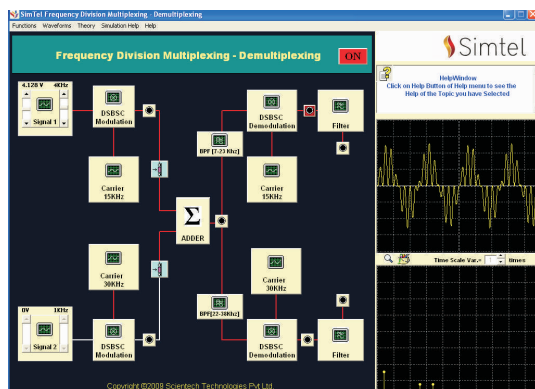 SimTel Frequency Division Multiplexing - Demultiplexing
Functions Waveforms Theory Simulation Help Help
Frequency Division Multiplexing - Demultiplexing
ON
Simtel
HelpWindow
Click on Help Button of Help menu to see the
Help of the Topic you have Selected
4.128 V 4KHz
Signal 1
DSBSC
Modulation
DSBSC
Demodulation
Filter
BPF [7-23 Khz]
Carrier
15KHz
Carrier
15KHz
Σ
ADDER
Carrier
30KHz
Carrier
30KHz
Time Scale Var.= 1 times
BPF[22-38Khz]
0V 1KHz
Signal 2
DSBSC
Modulation
DSBSC
Demodulation
Filter
Copyright ©2009 Scientech Technologies Pvt Ltd